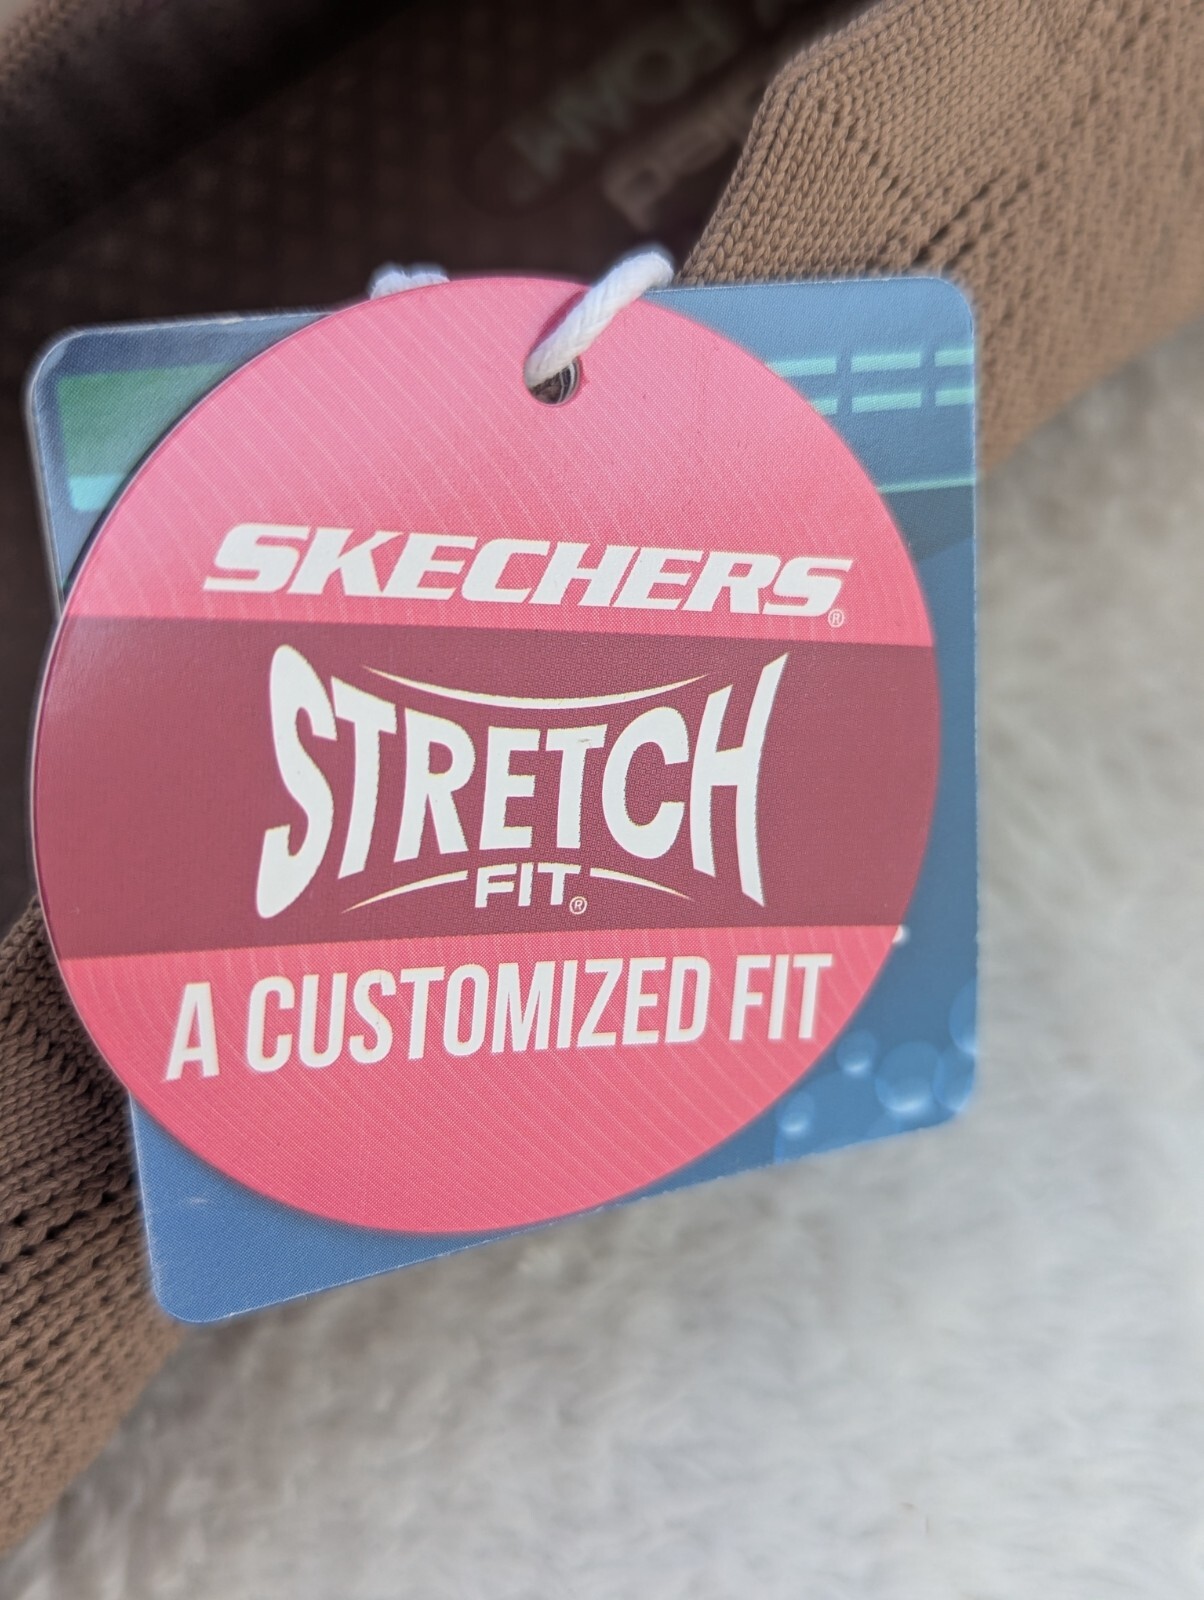 SKECHERS®
STRETCH
FIT®
A CUSTOMIZED FIT